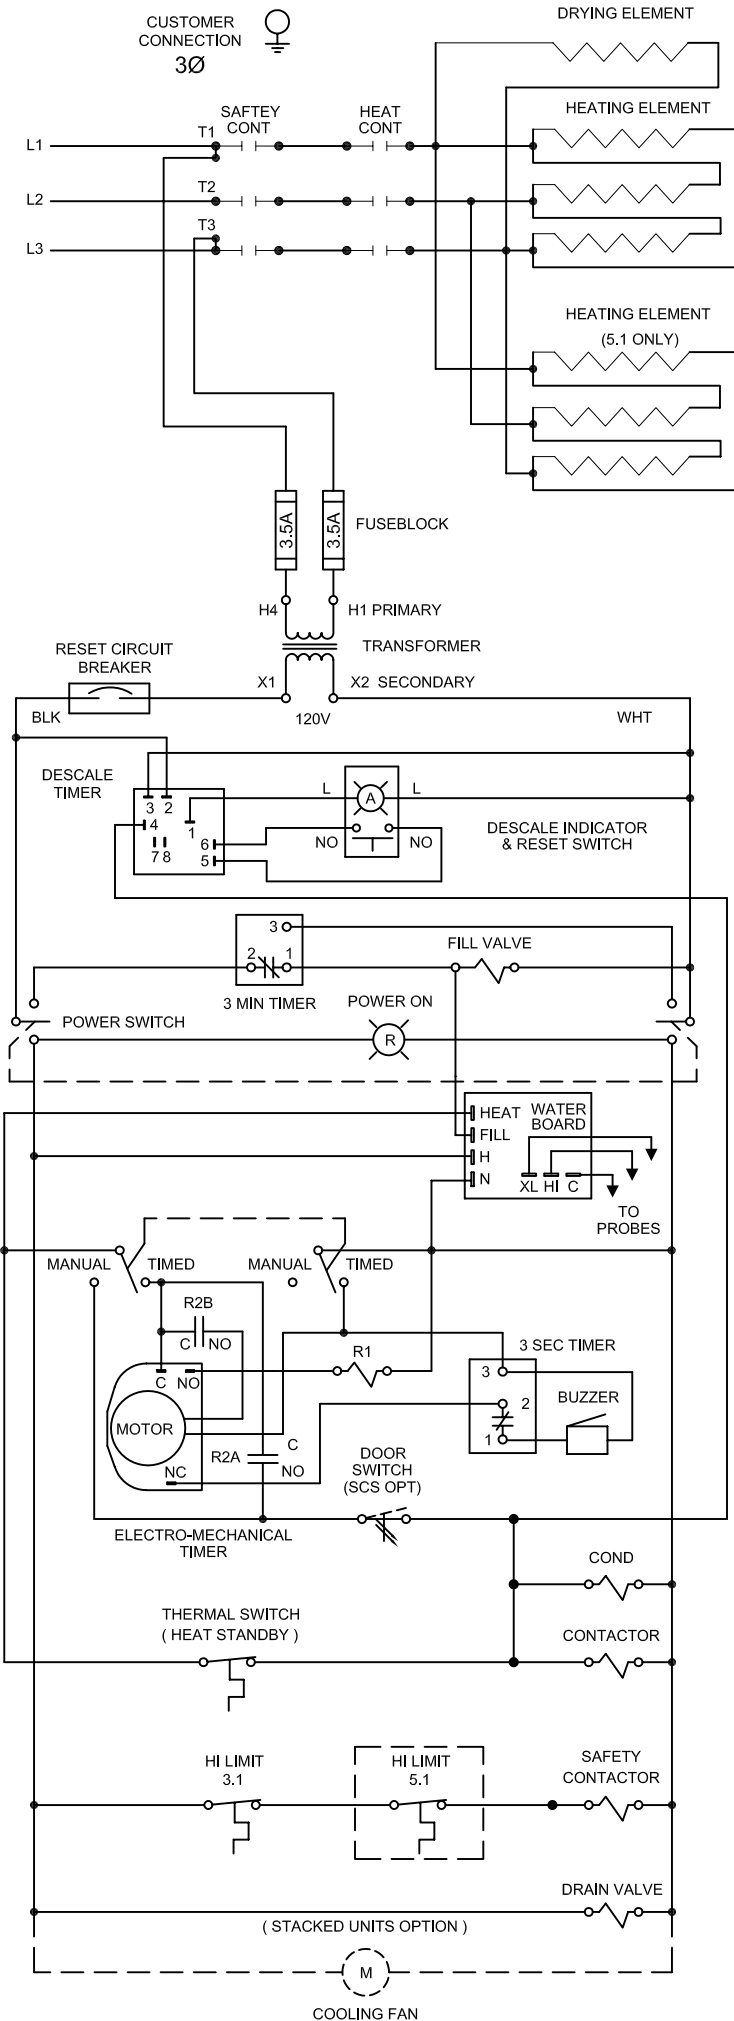 CUSTOMER
CONNECTION
3Ø
DRYING ELEMENT
SAFTEY
CONT
HEAT
CONT
HEATING ELEMENT
L1
T1
L2
T2
T3
L3
HEATING ELEMENT
(5.1 ONLY)
3.5A
3.5A
FUSEBLOCK
H4
H1 PRIMARY
TRANSFORMER
RESET CIRCUIT
BREAKER
X1
X2 SECONDARY
BLK
120V
WHT
DESCALE
TIMER
3 2
4
1
7 8
6
5
L
A
L
NO
NO
DESCALE INDICATOR
& RESET SWITCH
3
2
1
3 MIN TIMER
FILL VALVE
POWER ON
POWER SWITCH
R
HEAT
WATER
BOARD
FILL
H
N
XL HI C
TO
PROBES
MANUAL
TIMED
MANUAL
TIMED
R2B
C
NO
R1
3 SEC TIMER
C
NO
3
2
1
BUZZER
MOTOR
NC
R2A
C
NO
DOOR
SWITCH
(SCS OPT)
ELECTRO-MECHANICAL
TIMER
COND
THERMAL SWITCH
( HEAT STANDBY )
CONTACTOR
HI LIMIT
3.1
HI LIMIT
5.1
SAFETY
CONTACTOR
DRAIN VALVE
( STACKED UNITS OPTION )
M
COOLING FAN